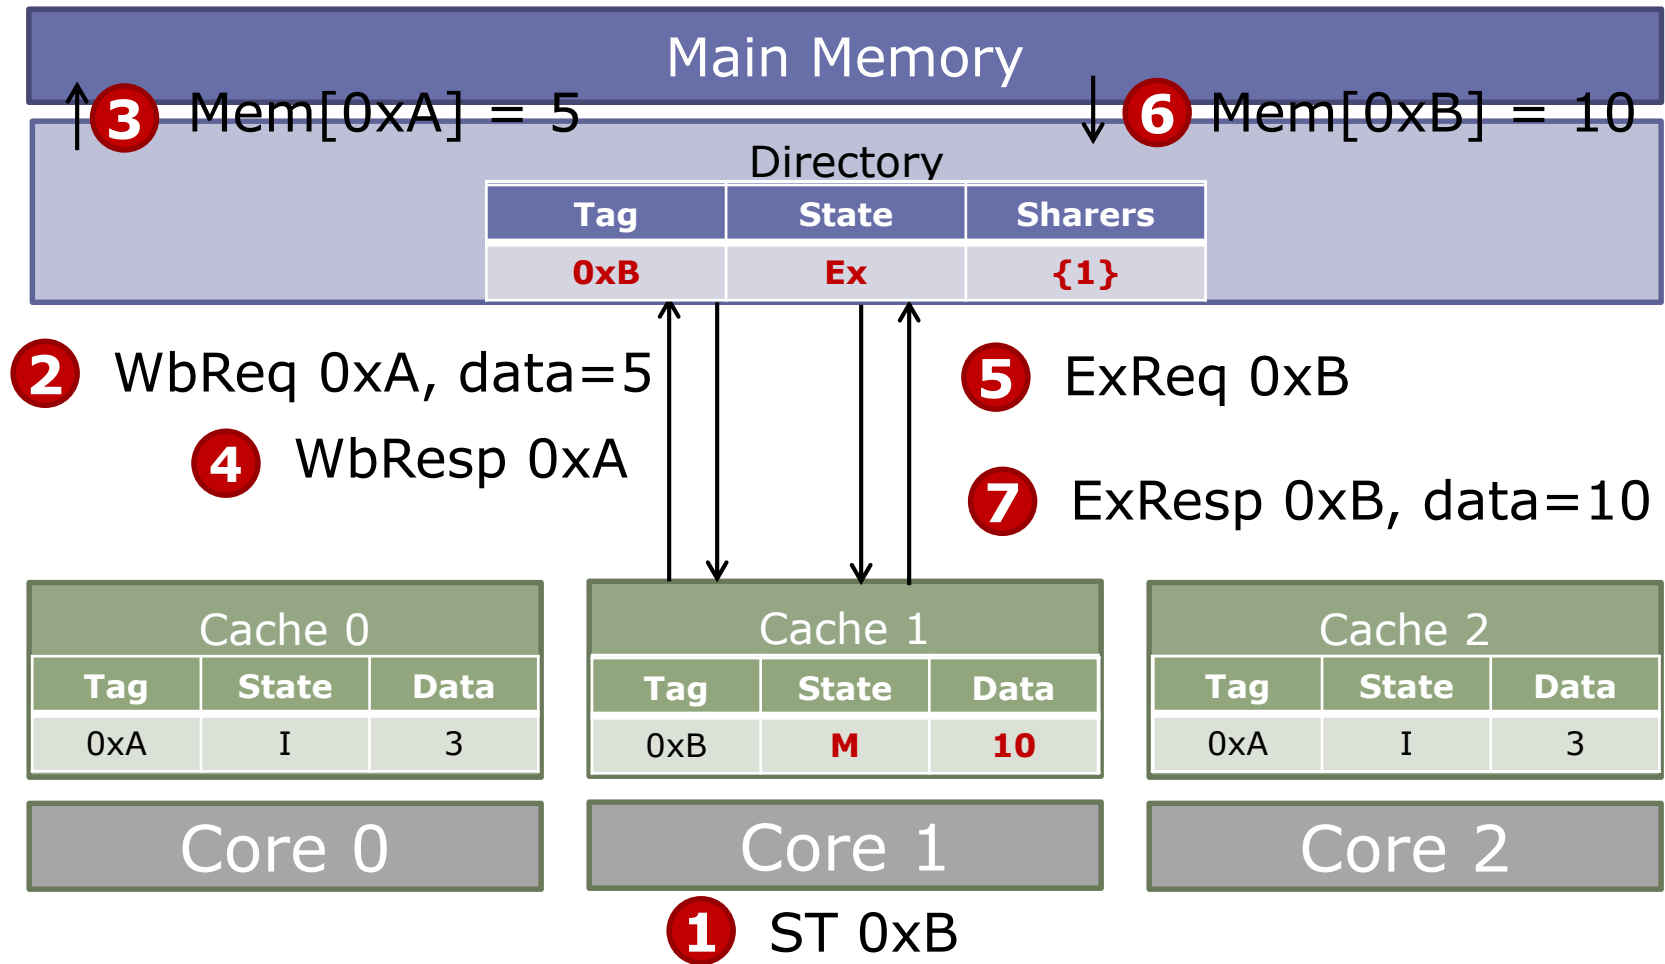 Main Memory
3 Mem[0xA] = 5
6 Mem[0xB] = 10
Directory
Tag State Sharers
0xB Ex {1}
2 WbReq 0xA, data=5
5 ExReq 0xB
4 WbResp 0xA
7 ExResp 0xB, data=10
Cache 0
Tag State Data
0xA I 3
Core 0
Cache 1
Tag State Data
0xB M 10
Core 1
Cache 2
Tag State Data
0xA I 3
Core 2
1 ST 0xB